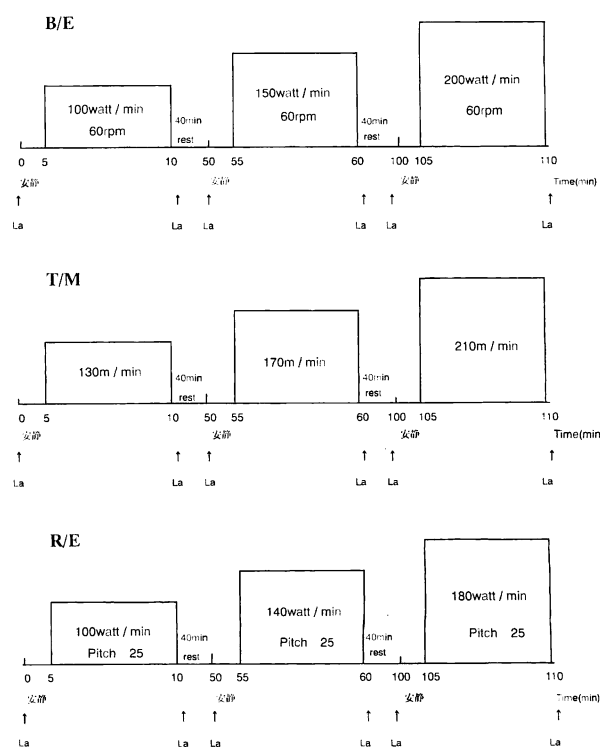 B/E
100watt / min
60rpm
40min
rest
150watt / min
60rpm
40min
rest
200watt / min
60rpm
0 5 10 50 55 60 100 105 110
安静 安静 安静 Time(min)
↑ ↑ ↑ ↑ ↑ ↑
La La La La La La
T/M
130m / min
40min
rest
170m / min
40min
rest
210m / min
0 5 10 50 55 60 100 105 110
安静 安静 安静 Time(min)
↑ ↑ ↑ ↑ ↑ ↑
La La La La La La
R/E
100watt / min
Pitch 25
40min
rest
140watt / min
Pitch 25
40min
rest
180watt / min
Pitch 25
0 5 10 50 55 60 100 105 110
安静 安静 安静 Time(min)
↑ ↑ ↑ ↑ ↑ ↑
La La La La La La